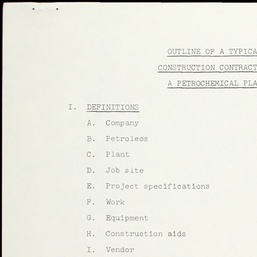 OUTLINE OF A TYPICA
CONSTRUCTION CONTRACT
A PETROCHEMICAL PLA
I. DEFINITIONS
A. Company
B. Petroleos
C. Plant
D. Job site
E. Project specifications
F. Work
G. Equipment
H. Construction aids
I. Vendor